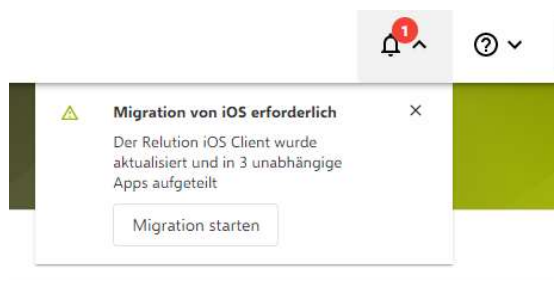 1
Migration von iOS erforderlich
Der Relution iOS Client wurde
aktualisiert und in 3 unabhängige
Apps aufgeteilt
Migration starten